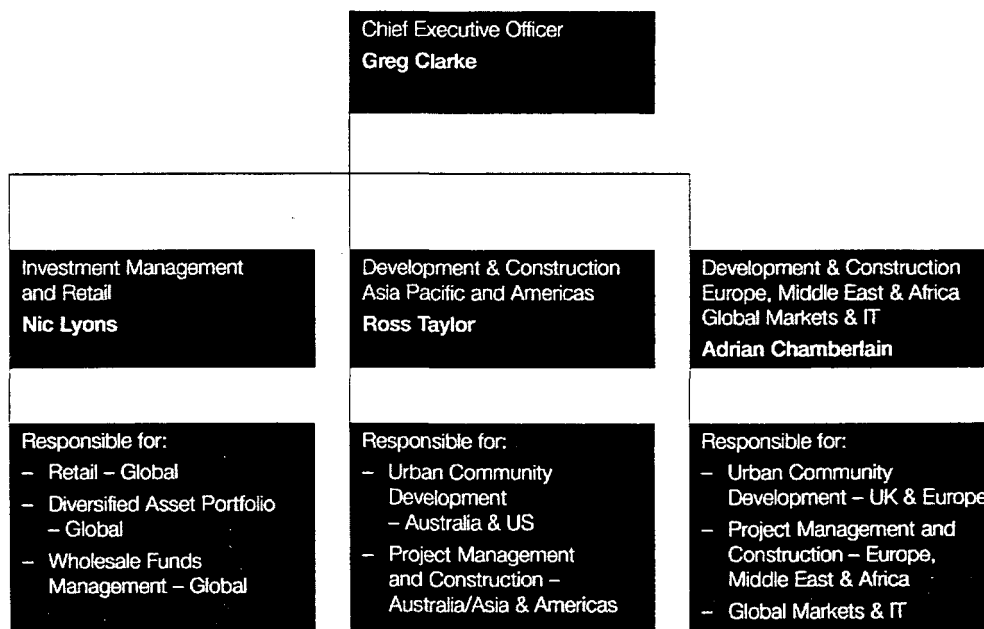 Chief Executive Officer
Greg Clarke
Investment Management
and Retail
Nic Lyons
Development & Construction
Asia Pacific and Americas
Ross Taylor
Development & Construction
Europe, Middle East & Africa
Global Markets & IT
Adrian Chamberlain
Responsible for:
– Retail – Global
– Diversified Asset Portfolio
– Global
– Wholesale Funds
Management – Global
Responsible for:
– Urban Community
Development
– Australia & US
– Project Management
and Construction –
Australia/Asia & Americas
Responsible for:
– Urban Community
Development – UK & Europe
– Project Management and
Construction – Europe,
Middle East & Africa
– Global Markets & IT